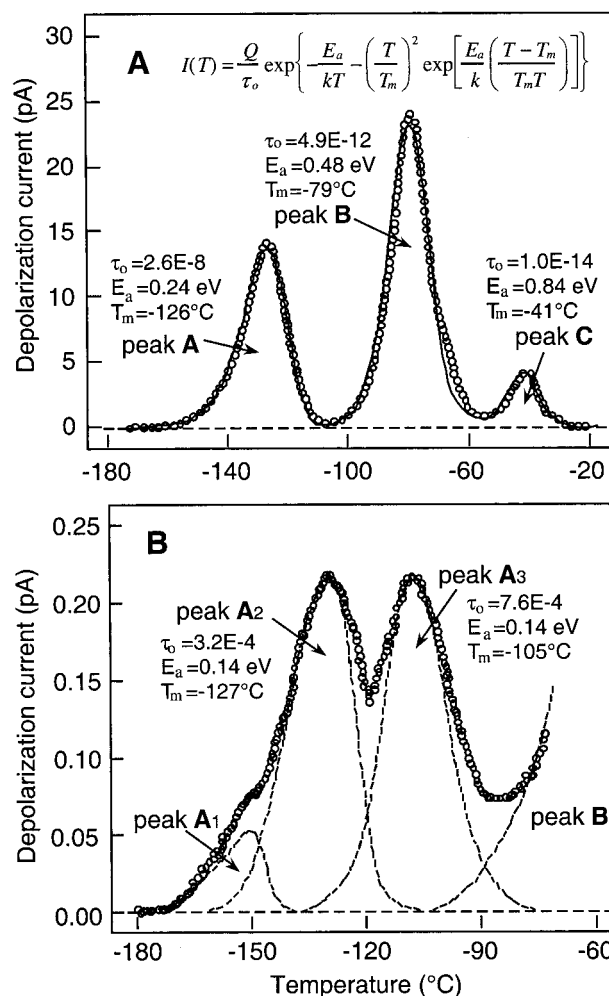 A
I(T) = Q/τo exp{-Ea/kT - (T/Tm)² exp[Ea/k ((T - Tm)/(TmT))]}
Depolarization current (pA)
30
25
20
15
10
5
0
τo=4.9E-12
Ea=0.48 eV
Tm=-79°C
peak B
τo=2.6E-8
Ea=0.24 eV
Tm=-126°C
peak A
τo=1.0E-14
Ea=0.84 eV
Tm=-41°C
peak C
-180 -140 -100 -60 -20
B
Depolarization current (pA)
0.25
0.20
0.15
0.10
0.05
0.00
peak A3
τo=7.6E-4
Ea=0.14 eV
Tm=-105°C
peak A2
τo=3.2E-4
Ea=0.14 eV
Tm=-127°C
peak A1
peak B
-180 -150 -120 -90 -60
Temperature (°C)